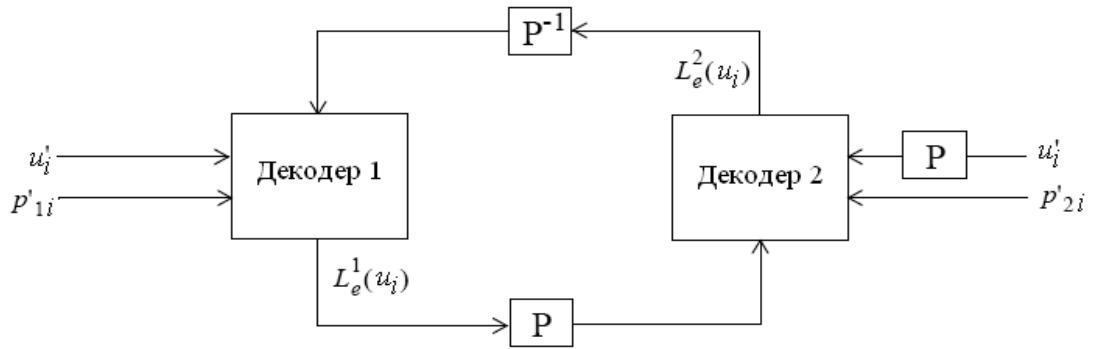 P⁻¹
L²ₑ(uᵢ)
u'ᵢ
Декодер 1
Декодер 2
P
u'ᵢ
p'₁ᵢ
p'₂ᵢ
L¹ₑ(uᵢ)
P